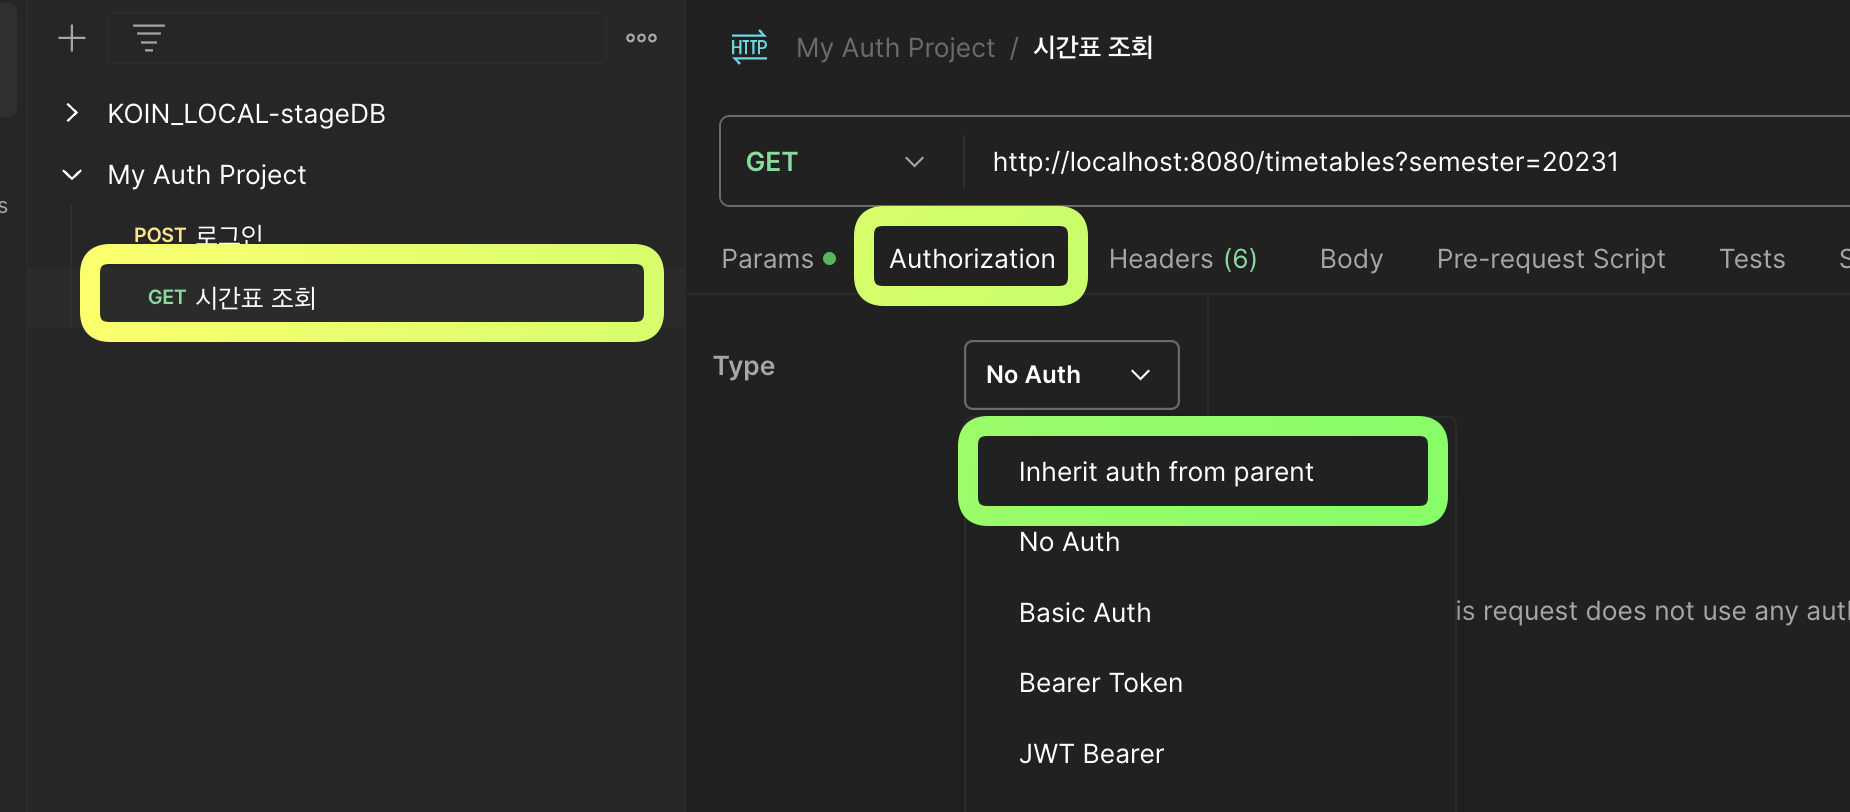 KOIN_LOCAL-stageDB
My Auth Project
POST 로그인
GET 시간표 조회
HTTP My Auth Project / 시간표 조회
GET http://localhost:8080/timetables?semester=20231
Params Authorization Headers (6) Body Pre-request Script Tests
Type No Auth
Inherit auth from parent
No Auth
Basic Auth
is request does not use any
Bearer Token
JWT Bearer